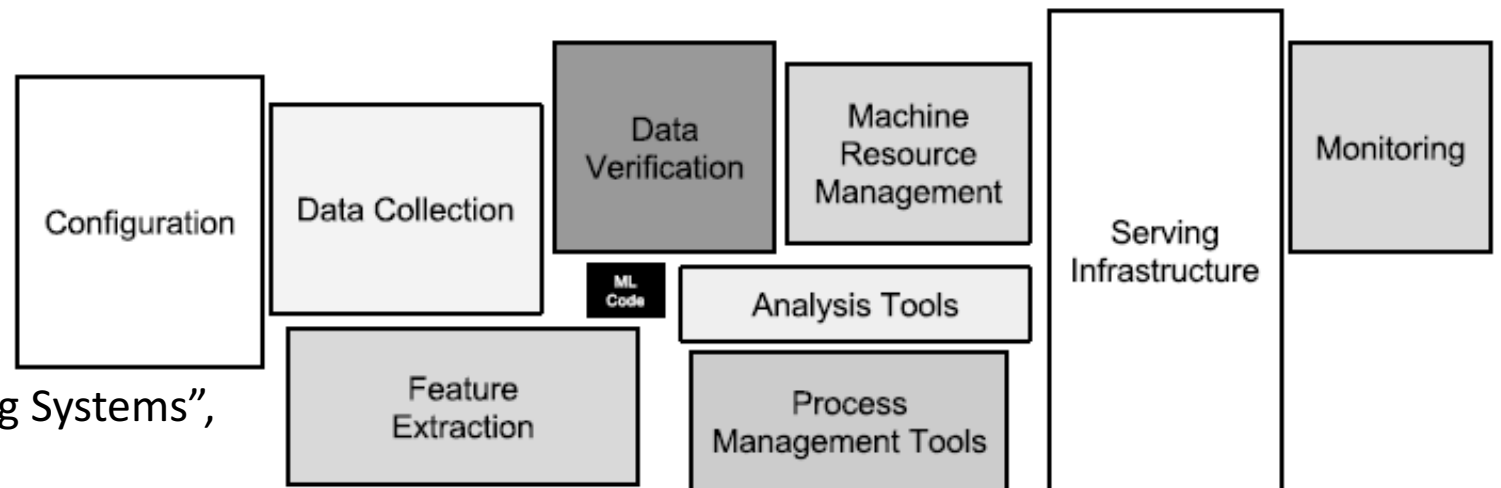 Configuration
Data Collection
Data
Verification
Machine
Resource
Management
Serving
Infrastructure
Monitoring
ML
Code
Analysis Tools
Feature
Extraction
Process
Management Tools
g Systems”,